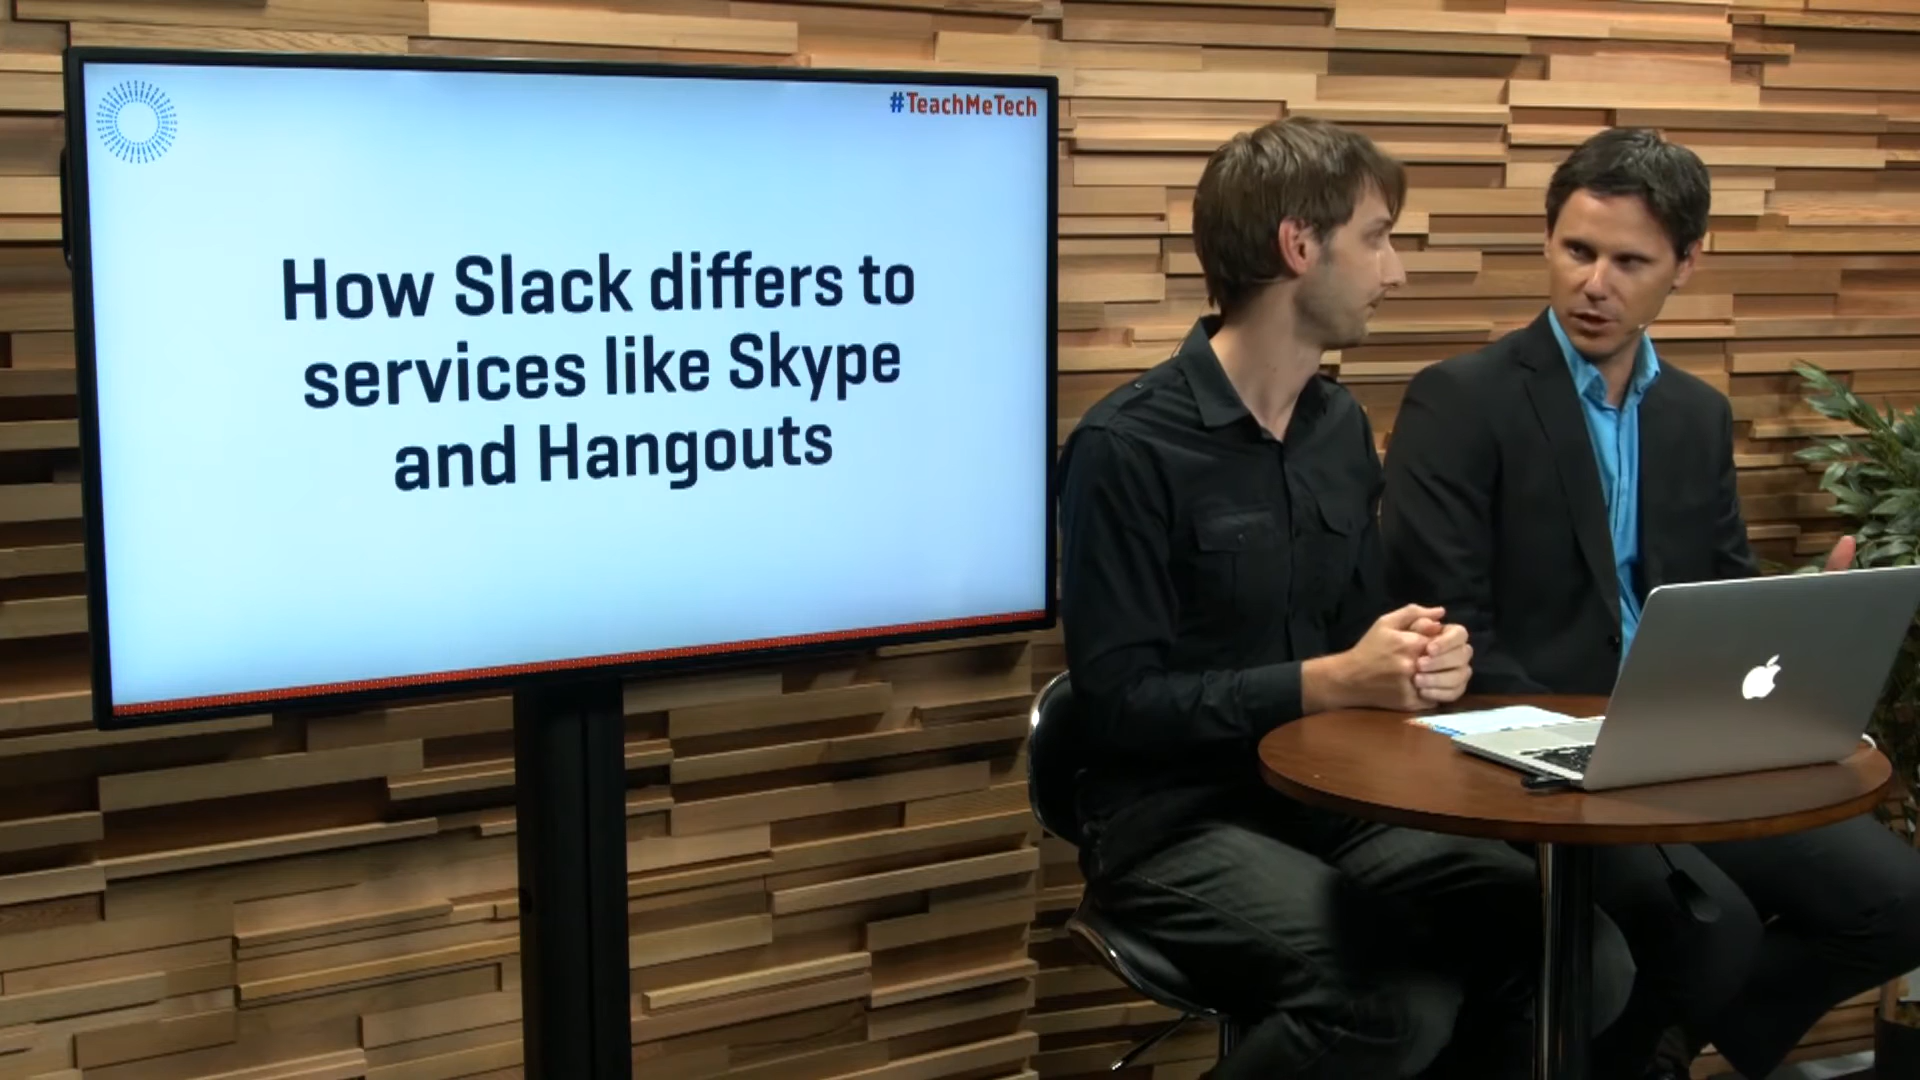 #TeachMeTech
How Slack differs to
services like Skype
and Hangouts